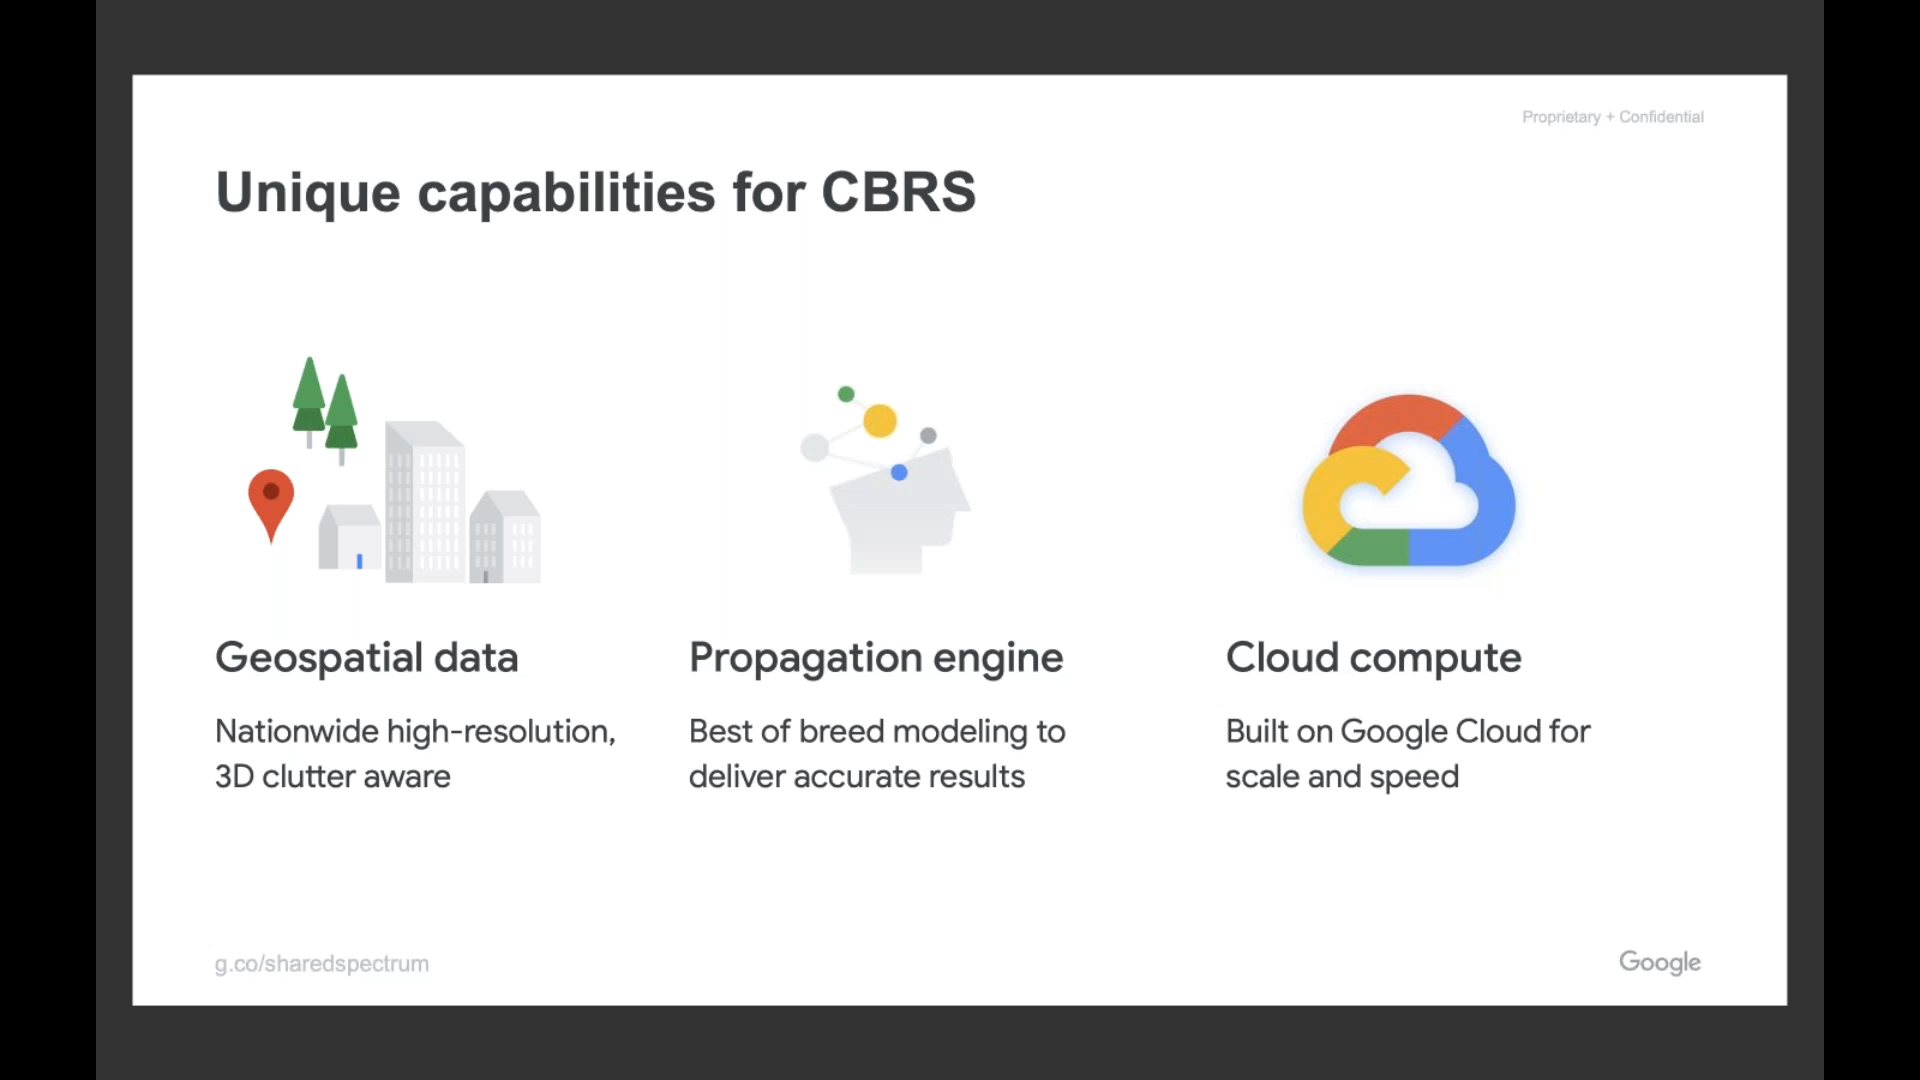 Proprietary + Confidential
Unique capabilities for CBRS
Geospatial data
Nationwide high-resolution,
3D clutter aware
Propagation engine
Best of breed modeling to
deliver accurate results
Cloud compute
Built on Google Cloud for
scale and speed
g.co/sharedspectrum
Google